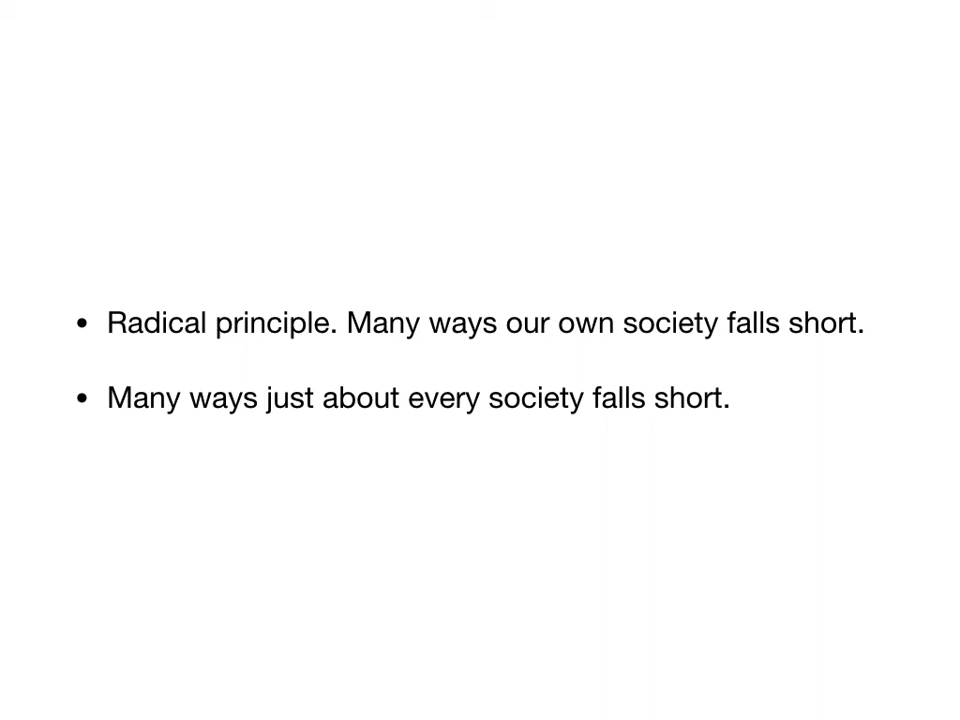 • Radical principle. Many ways our own society falls short.
• Many ways just about every society falls short.